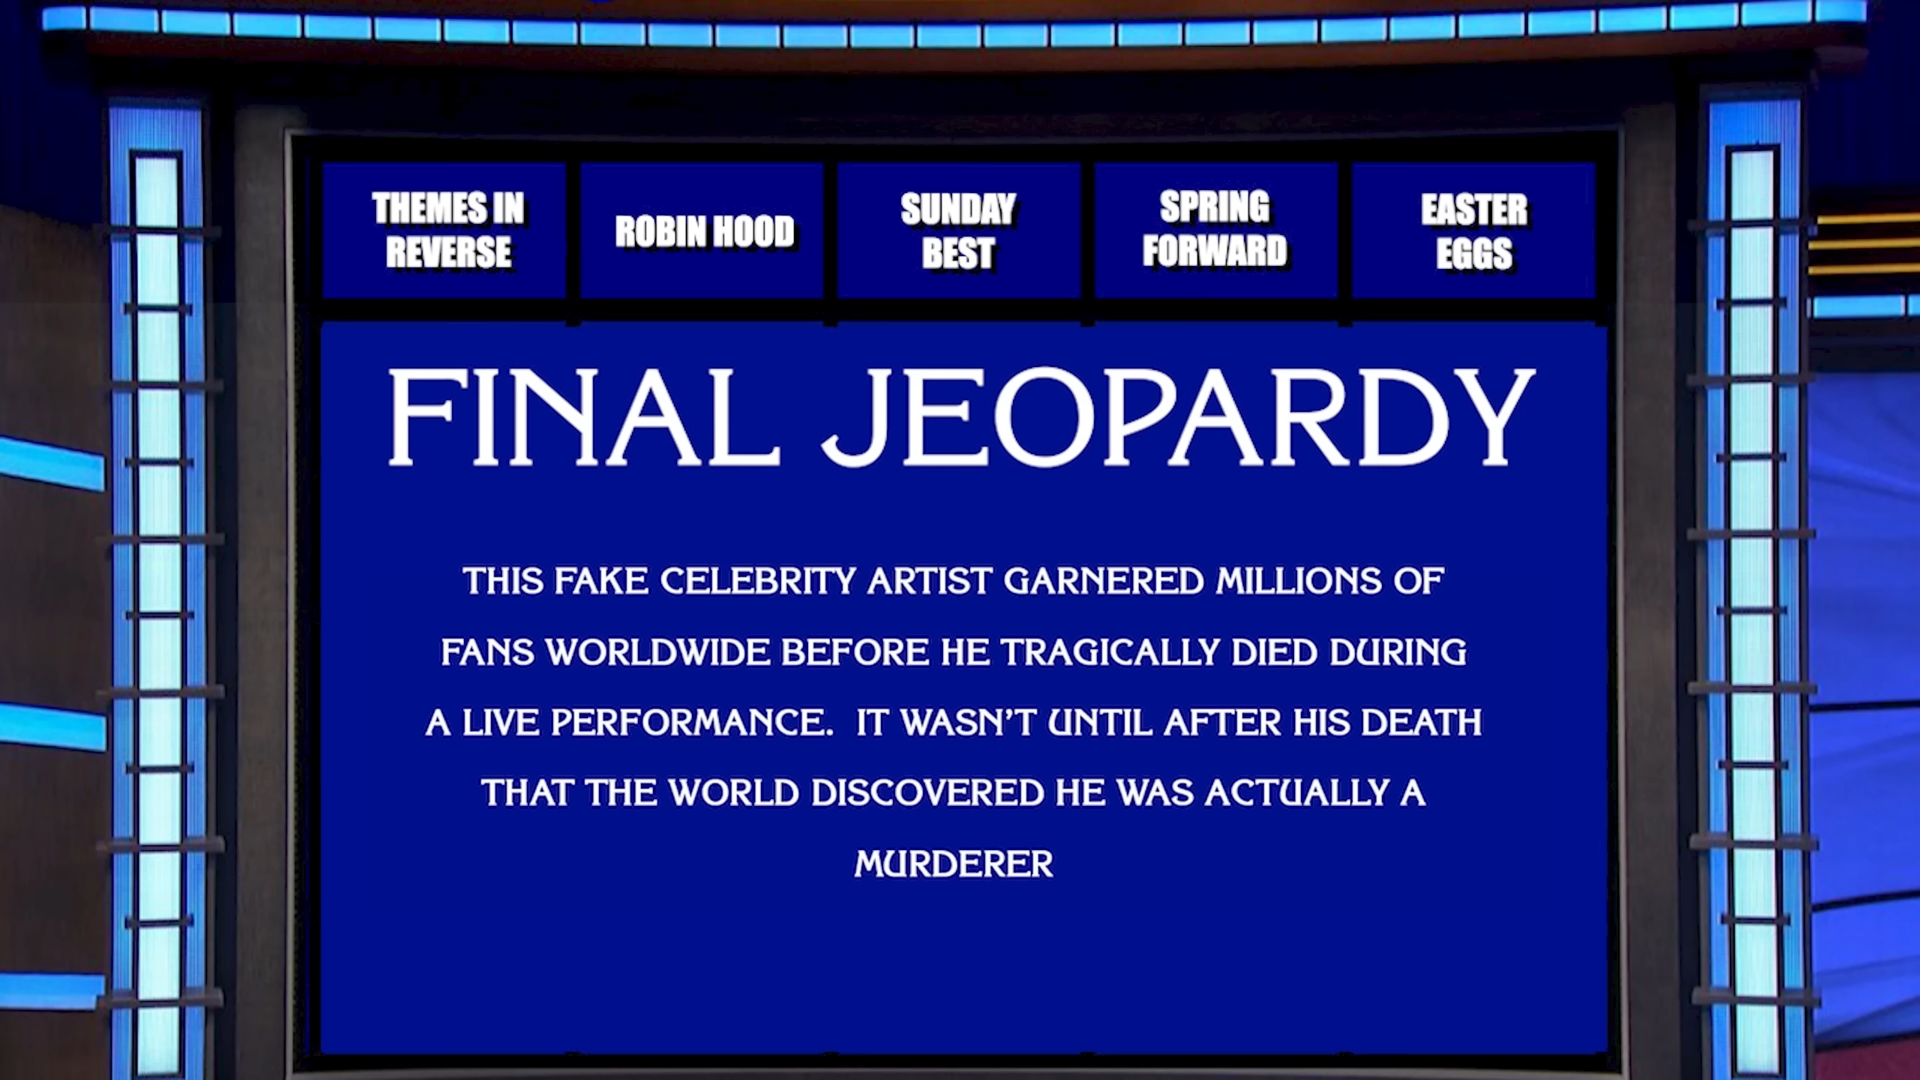 THEMES IN
REVERSE
ROBIN HOOD
SUNDAY
BEST
SPRING
FORWARD
EASTER
EGGS
FINAL JEOPARDY
THIS FAKE CELEBRITY ARTIST GARNERED MILLIONS OF
FANS WORLDWIDE BEFORE HE TRAGICALLY DIED DURING
A LIVE PERFORMANCE. IT WASN'T UNTIL AFTER HIS DEATH
THAT THE WORLD DISCOVERED HE WAS ACTUALLY A
MURDERER